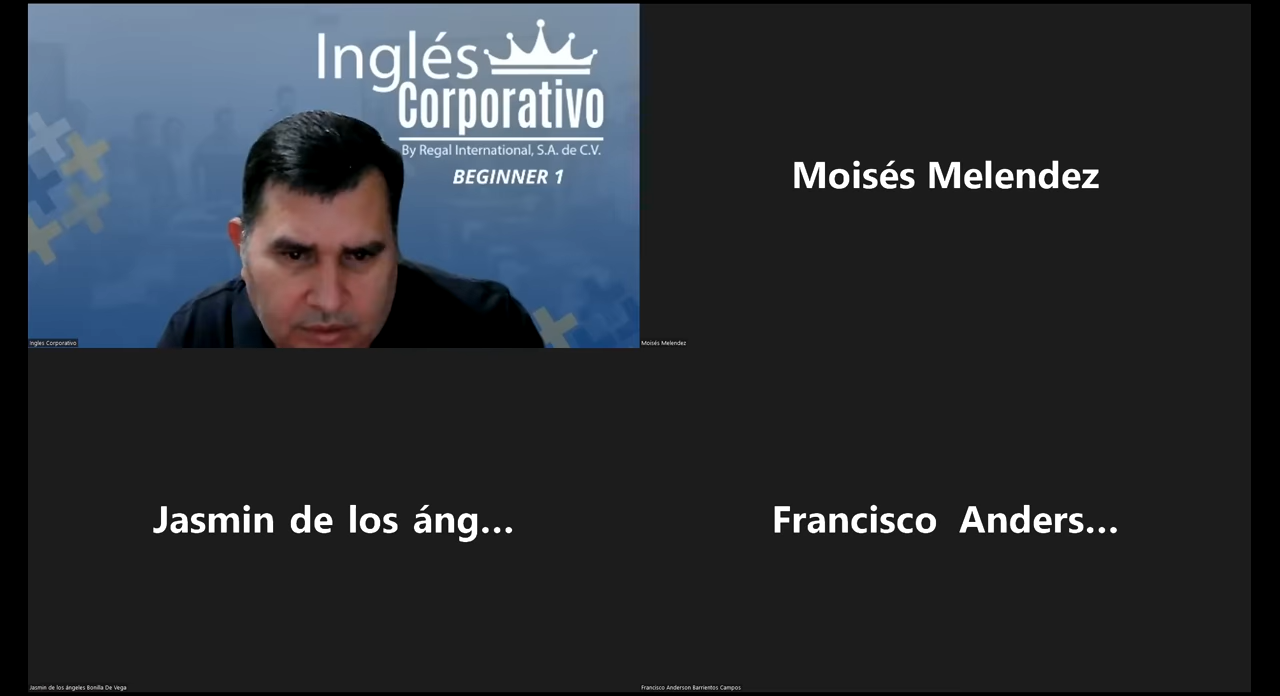 Inglés
Corporativo
By Regal International, S.A. de C.V.
BEGINNER 1
Ingles Corporativo
Moisés Melendez
Moisés Melendez
Jasmin de los áng...
Jasmin de los ángeles Bonilla De Vega
Francisco Anders...
Francisco Anderson Barrientos Campos